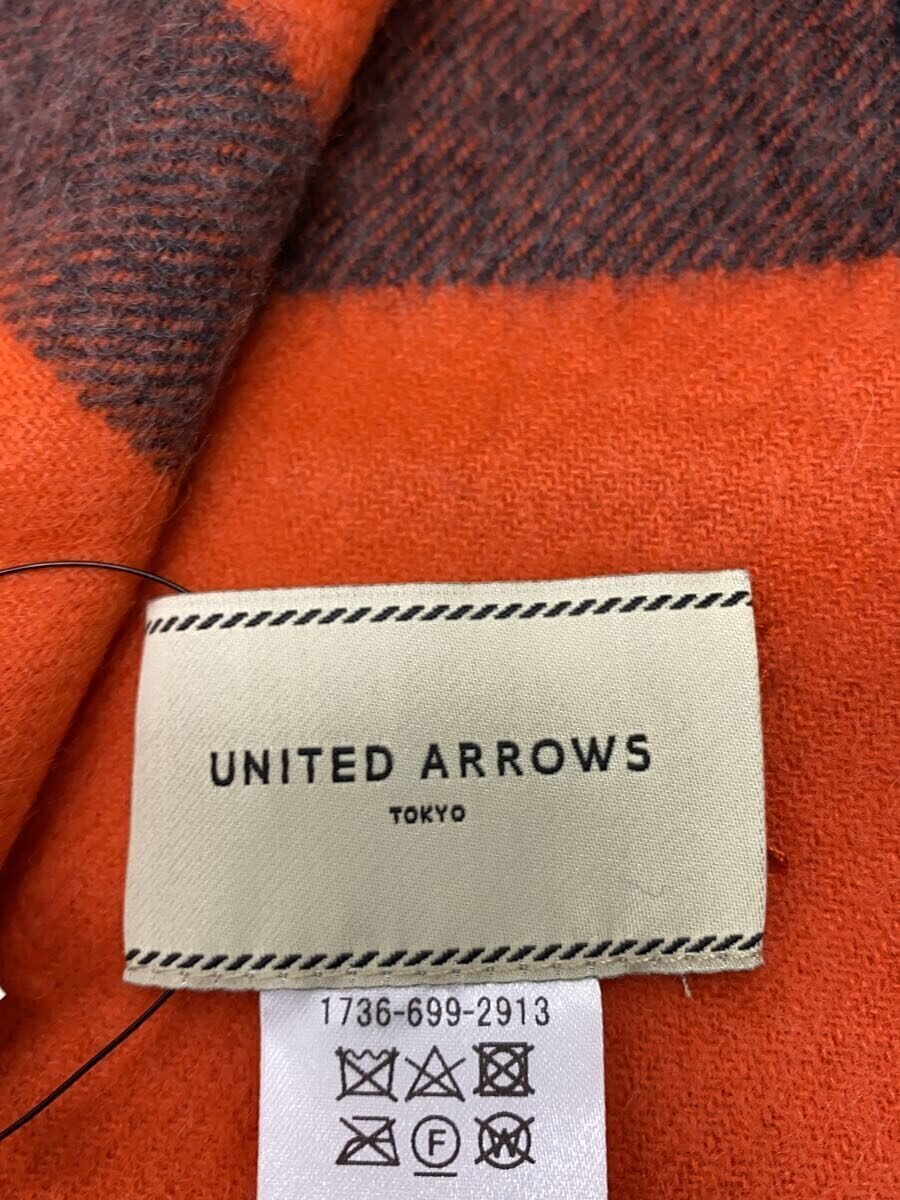 UNITED ARROWS
TOKYO
1736-699-2913
F W